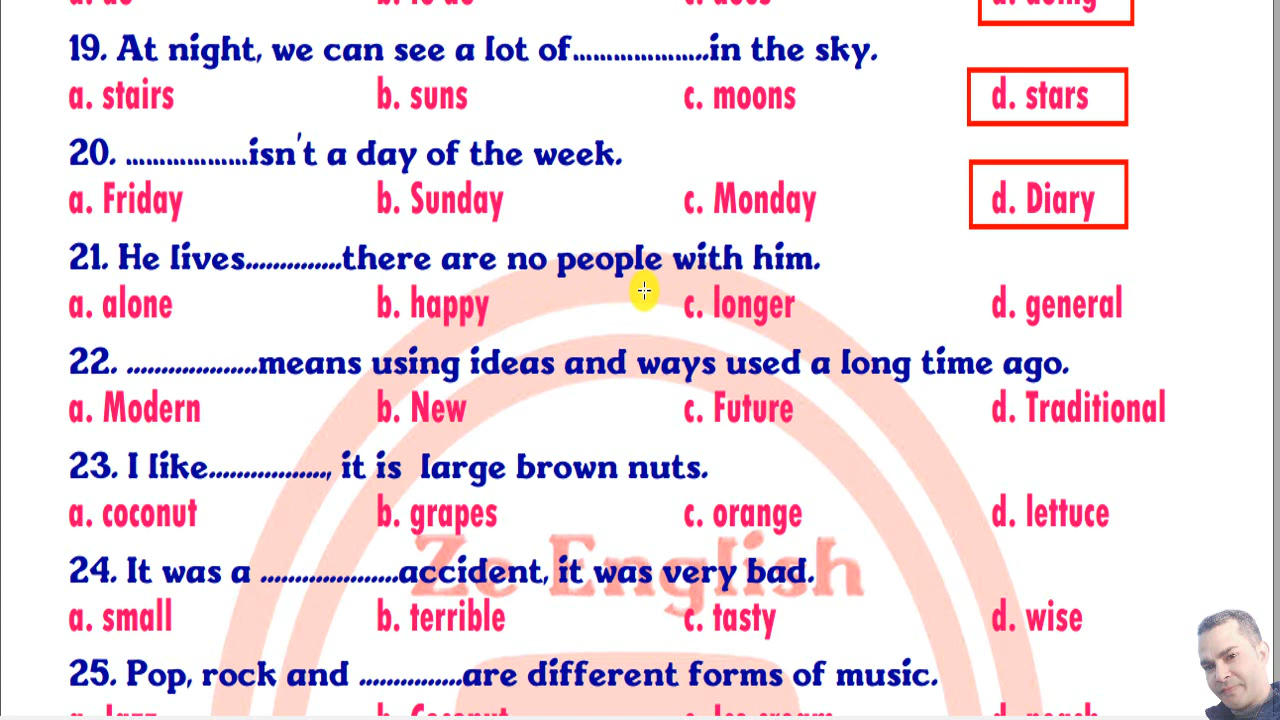 19. At night, we can see a lot of....................in the sky.
a. stairs b. suns c. moons d. stars
20. ..................isn't a day of the week.
a. Friday b. Sunday c. Monday d. Diary
21. He lives..............there are no people with him.
a. alone b. happy c. longer d. general
22. ...................means using ideas and ways used a long time ago.
a. Modern b. New c. Future d. Traditional
23. I like................., it is large brown nuts.
a. coconut b. grapes c. orange d. lettuce
Ze English
24. It was a ....................accident, it was very bad.
a. small b. terrible c. tasty d. wise
25. Pop, rock and ...............are different forms of music.